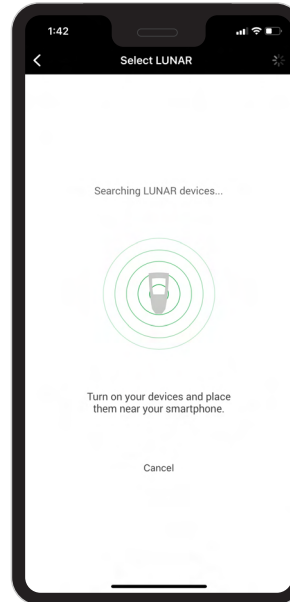 1:42
Select LUNAR
Searching LUNAR devices...
Turn on your devices and place
them near your smartphone.
Cancel